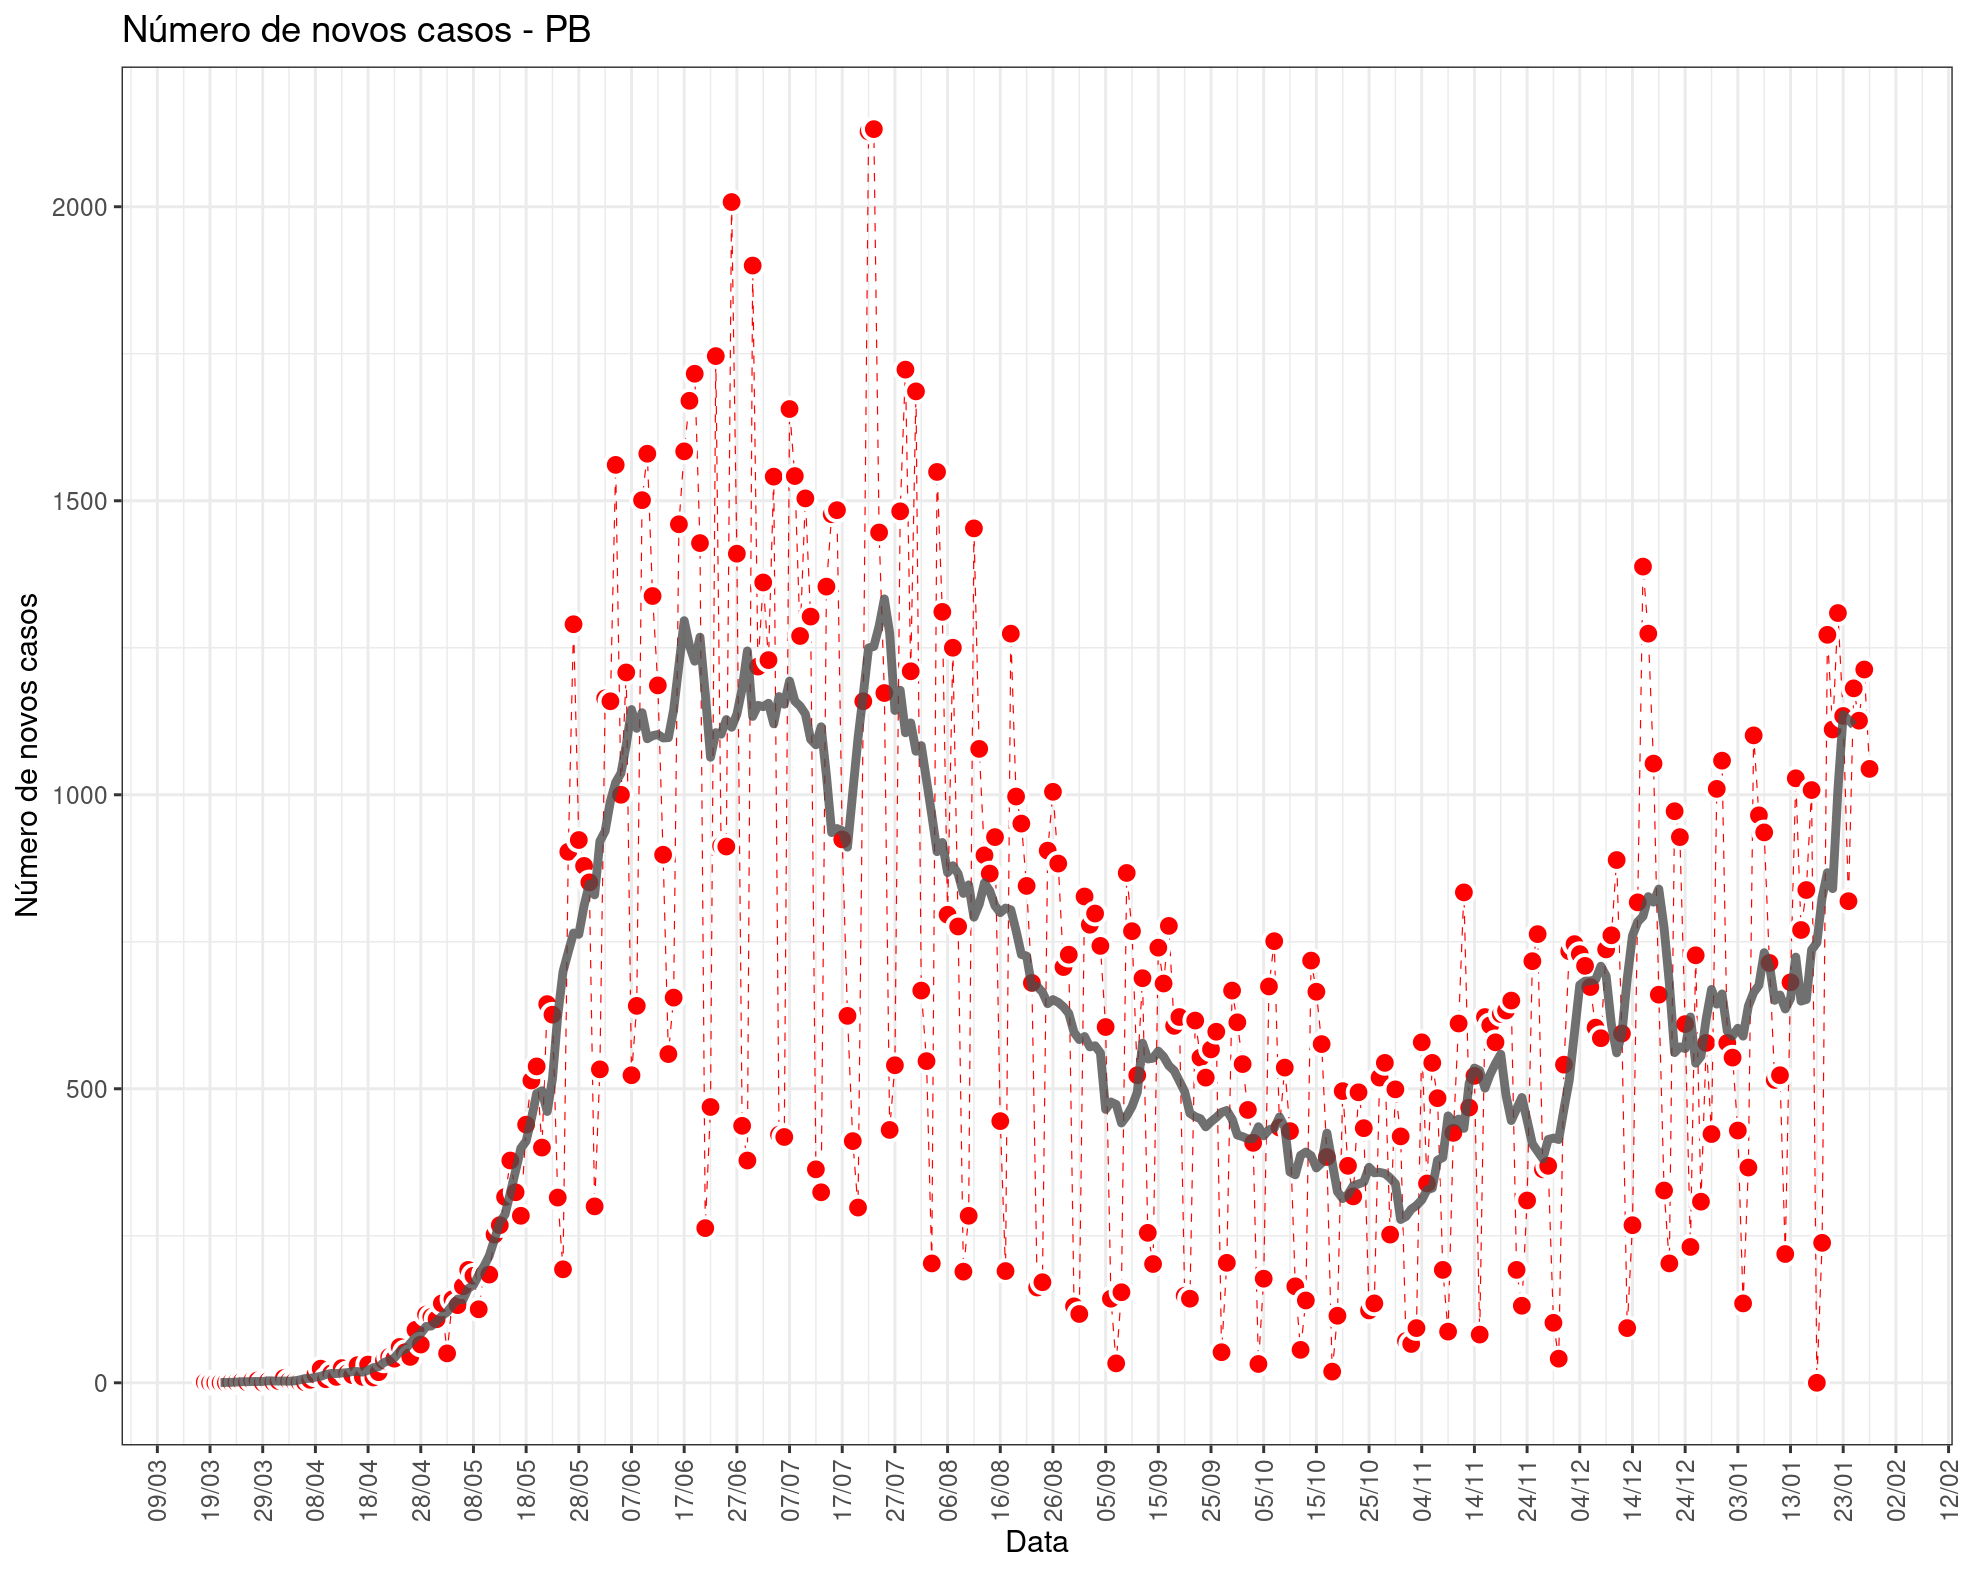 Número de novos casos - PB
Número de novos casos
2000
1500
1000
500
0
09/03 19/03 29/03 08/04 18/04 28/04 08/05 18/05 28/05 07/06 17/06 27/06 07/07 17/07 27/07 06/08 16/08 26/08 05/09 15/09 25/09 05/10 15/10 25/10 04/11 14/11 24/11 04/12 14/12 24/12 03/01 13/01 23/01 02/02 12/02
Data